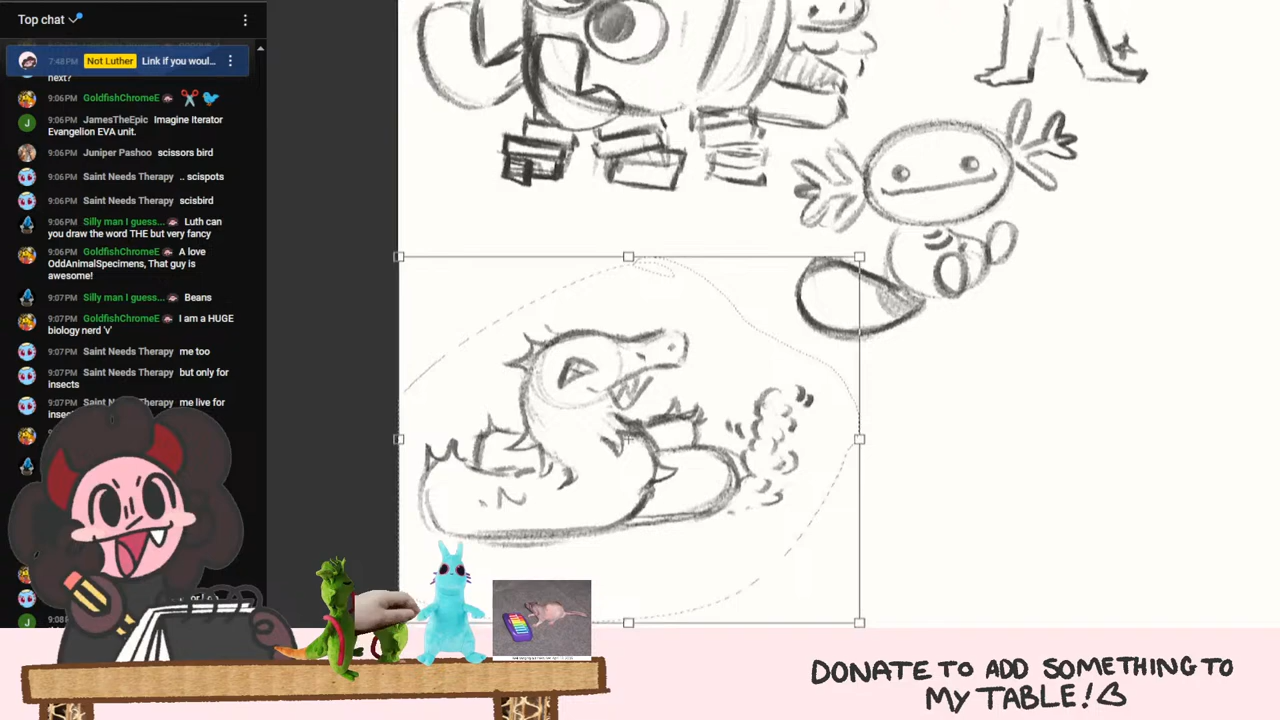 Top chat
7:48PM Not Luther Link if you woul...
next?
9:06PM GoldfishChromeE
9:06PM JamesTheEpic Imagine Iterator
Evangelion EVA unit.
9:06PM Juniper Pashoo scissors bird
9:06PM Saint Needs Therapy .. scispots
9:06PM Saint Needs Therapy scisbird
9:06PM Silly man I guess... Luth can
you draw the word THE but very fancy
9:06PM GoldfishChromeE A love
OddAnimalSpecimens, That guy is
awesome!
9:07PM Silly man I guess... Beans
9:07PM GoldfishChromeE I am a HUGE
biology nerd 'v'
9:07PM Saint Needs Therapy me too
9:07PM Saint Needs Therapy but only for
insects
9:07PM Saint Needs Therapy me live for
DONATE TO ADD SOMETHING TO
MY TABLE!